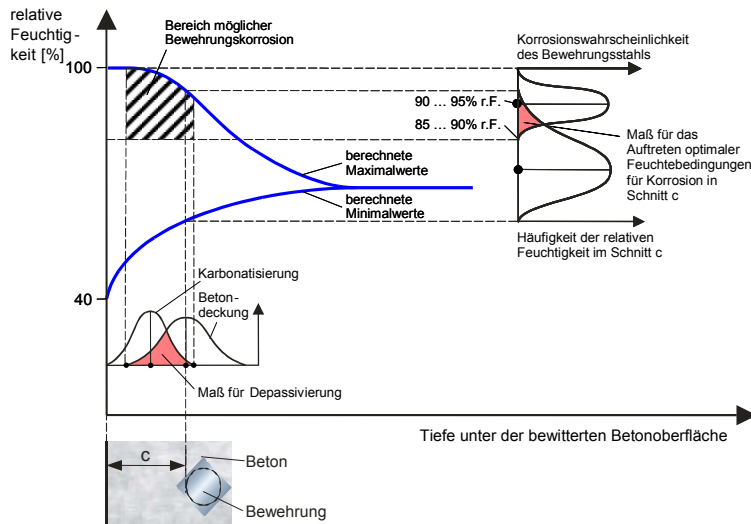 relative
Feuchtig-
keit [%]
Bereich möglicher
Bewehrungskorrosion
Korrosionswahrscheinlichkeit
des Bewehrungsstahls
100
90 ... 95% r.F.
85 ... 90% r.F.
Maß für das
Auftreten optimaler
Feuchtebedingungen
für Korrosion in
Schnitt c
berechnete
Maximalwerte
berechnete
Minimalwerte
Häufigkeit der relativen
Feuchtigkeit im Schnitt c
40
Karbonatisierung
Beton-
deckung
Maß für Depassivierung
Tiefe unter der bewitterten Betonoberfläche
c
Beton
Bewehrung